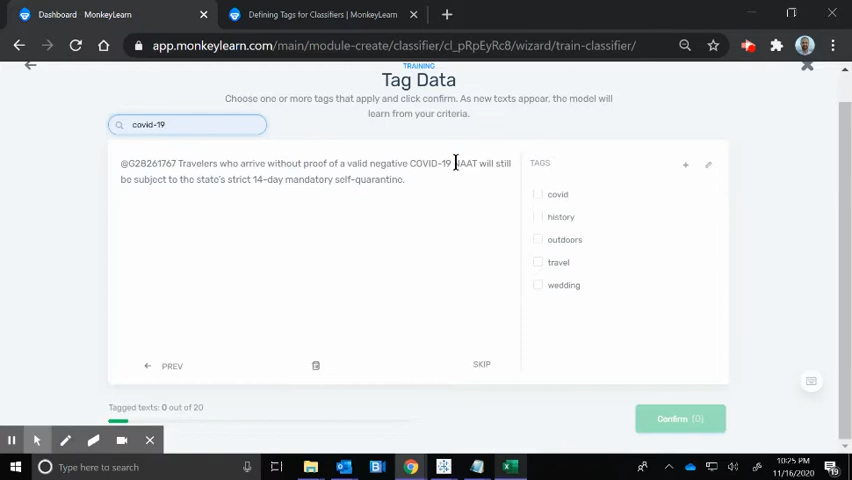 Dashboard - MonkeyLearn
Defining Tags for Classifiers | MonkeyLearn
app.monkeylearn.com/main/module-create/classifier/cl_pRpEyRc8/wizard/train-classifier/
TRAINING
Tag Data
Choose one or more tags that apply and click confirm. As new texts appear, the model will
learn from your criteria.
covid-19
@G28261767 Travelers who arrive without proof of a valid negative COVID-19 NAAT will still
be subject to the state's strict 14-day mandatory self-quarantine.
TAGS
covid
history
outdoors
travel
wedding
PREV
SKIP
Tagged texts: 0 out of 20
Confirm (0)
Type here to search
10:25 PM
11/16/2020
19